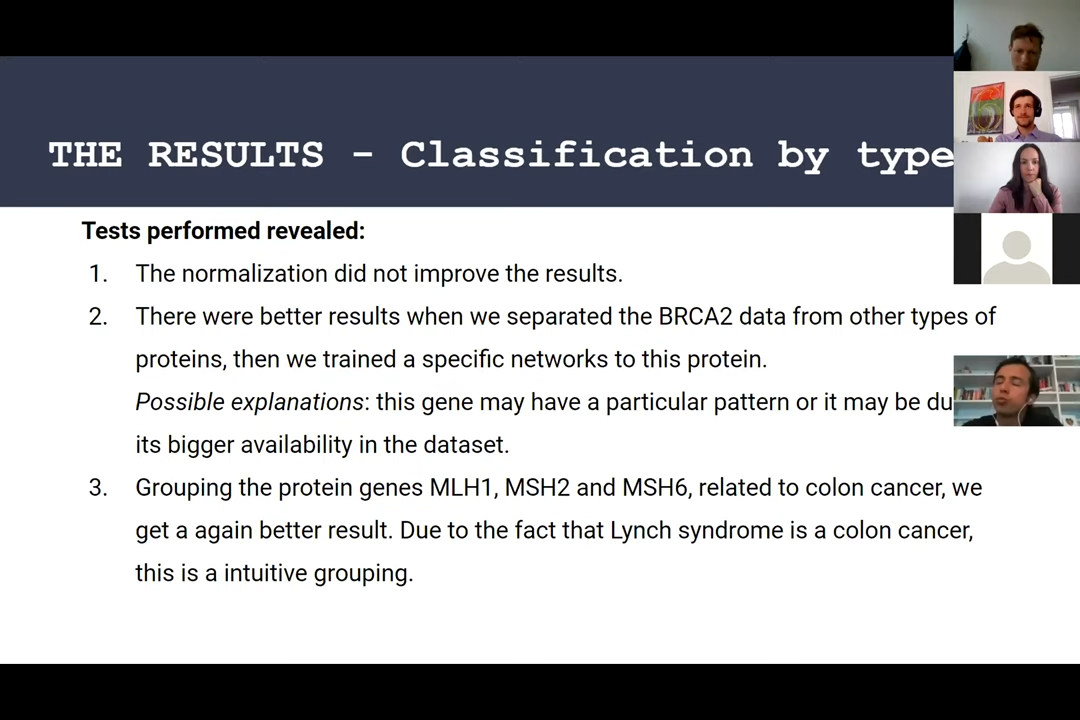 THE RESULTS - Classification by type
Tests performed revealed:
1. The normalization did not improve the results.
2. There were better results when we separated the BRCA2 data from other types of
proteins, then we trained a specific networks to this protein.
Possible explanations: this gene may have a particular pattern or it may be
its bigger availability in the dataset.
3. Grouping the protein genes MLH1, MSH2 and MSH6, related to colon cancer, we
get a again better result. Due to the fact that Lynch syndrome is a colon cancer,
this is a intuitive grouping.